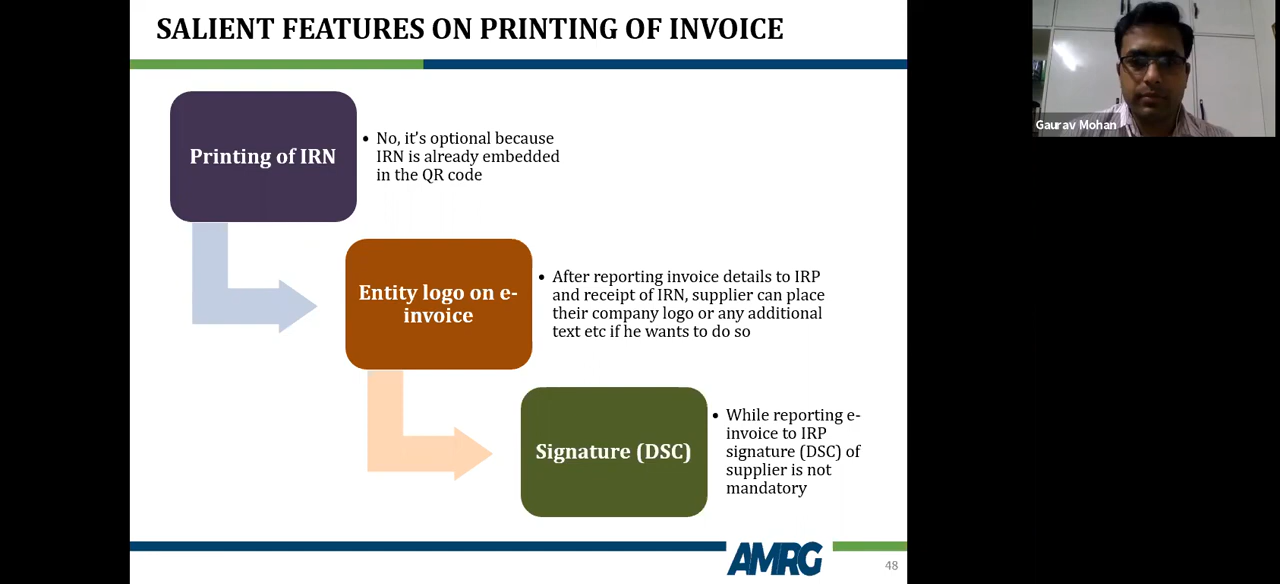 SALIENT FEATURES ON PRINTING OF INVOICE
Gaurav Mohan
Printing of IRN
• No, it's optional because
IRN is already embedded
in the QR code
Entity logo on e-
invoice
• After reporting invoice details to IRP
and receipt of IRN, supplier can place
their company logo or any additional
text etc if he wants to do so
Signature (DSC)
• While reporting e-
invoice to IRP
signature (DSC) of
supplier is not
mandatory
AMRG
48